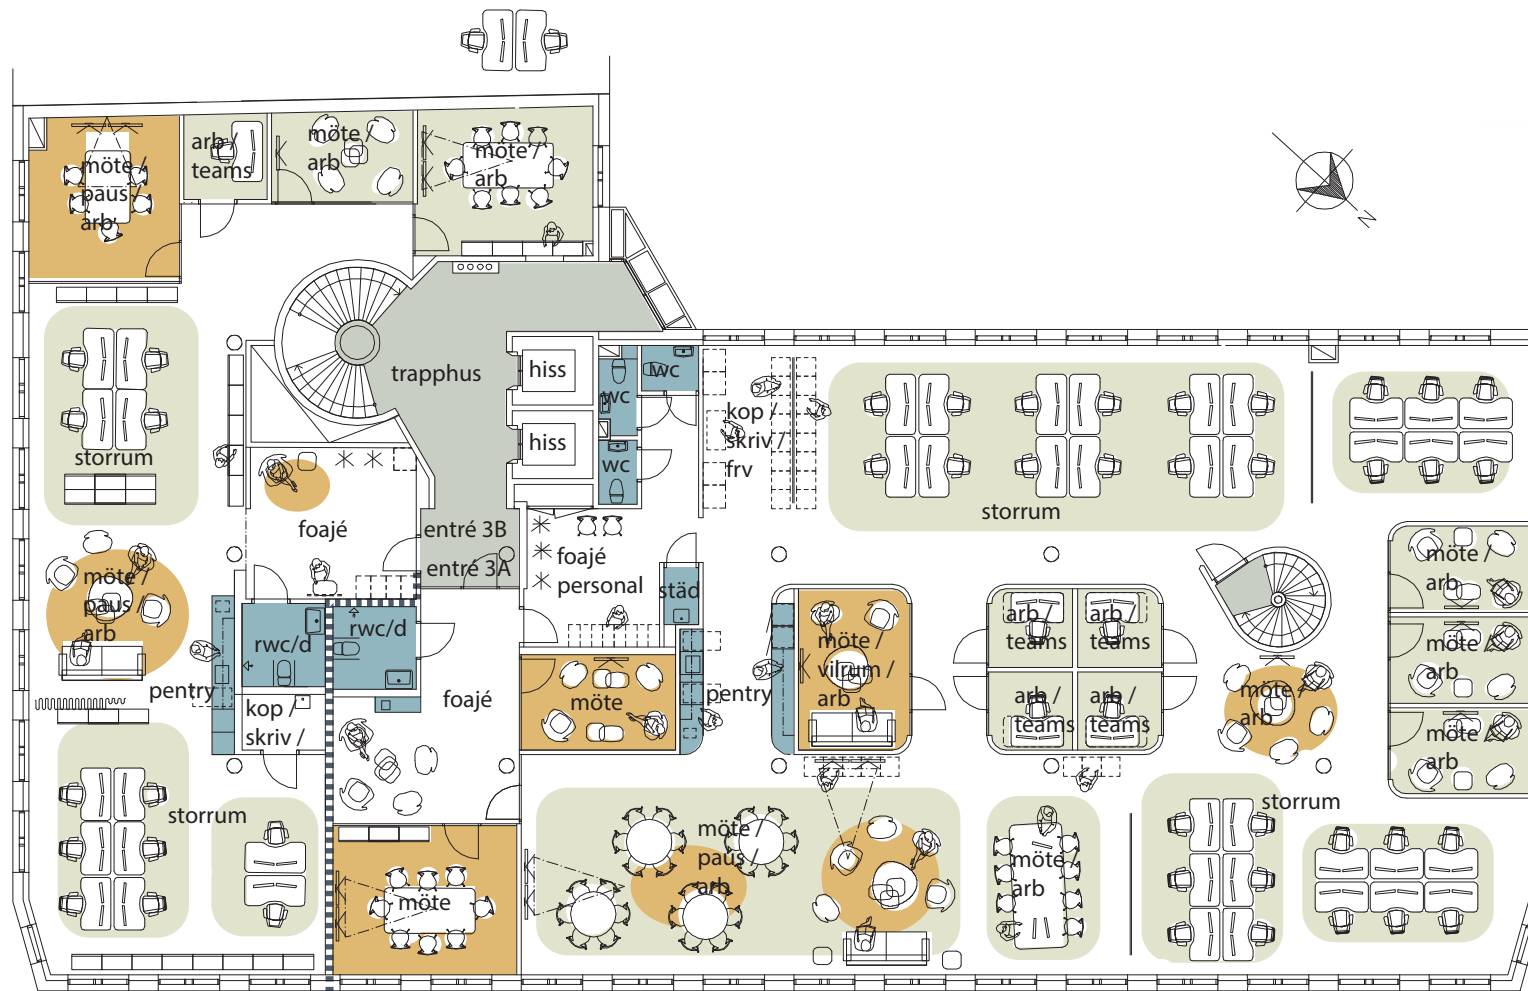 möte /
paus /
arb
arb /
teams
möte /
arb
möte /
arb
N
trapphus
hiss
hiss
wc
wc
wc
kop /
skriv /
frv
storrum
storrum
foajé
entré 3B
entré 3A
foajé
personal
städ
möte /
paus /
arb
pentry
rwc/d
rwc/d
kop /
skriv /
foajé
möte
pentry
möte /
vilrum /
arb
arb /
teams
arb /
teams
arb /
teams
arb /
teams
möte /
arb
möte /
arb
möte /
arb
möte /
arb
storrum
möte
möte /
paus /
arb
möte /
arb
storrum